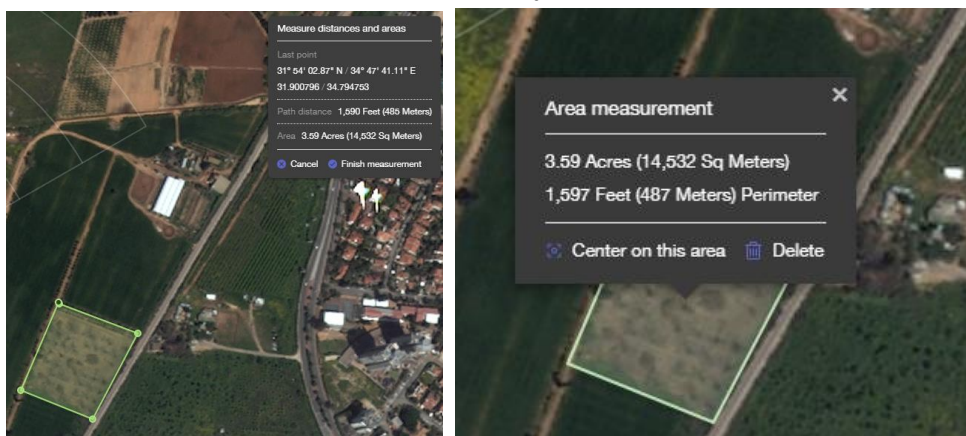 Measure distances and areas
Last point
31° 54' 02.87" N / 34° 47' 41.11" E
31.900796 / 34.794753
Path distance 1,590 Feet (485 Meters)
Area 3.59 Acres (14,532 Sq Meters)
Cancel Finish measurement
Area measurement
3.59 Acres (14,532 Sq Meters)
1,597 Feet (487 Meters) Perimeter
Center on this area Delete